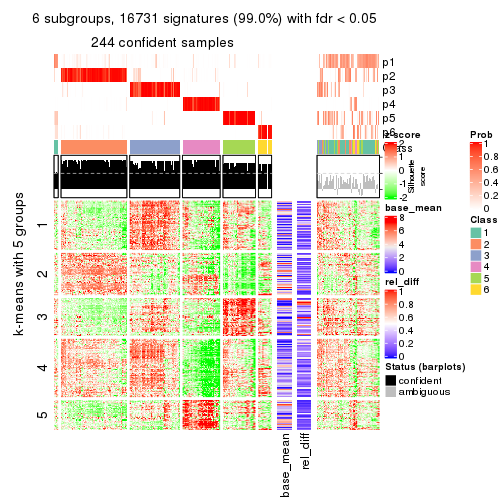 6 subgroups, 16731 signatures (99.0%) with fdr < 0.05
244 confident samples
p1
p2
p3
p4
p5
p6
Class
z_score
2
1
0
-1
-2
Silhouette
score
base_mean
8
6
4
2
0
rel_diff
1
0.8
0.6
0.4
0.2
0
Status (barplots)
confident
ambiguous
Prob
1
0.8
0.6
0.4
0.2
0
Class
1
2
3
4
5
6
k-means with 5 groups
1
2
3
4
5
base_mean
rel_diff